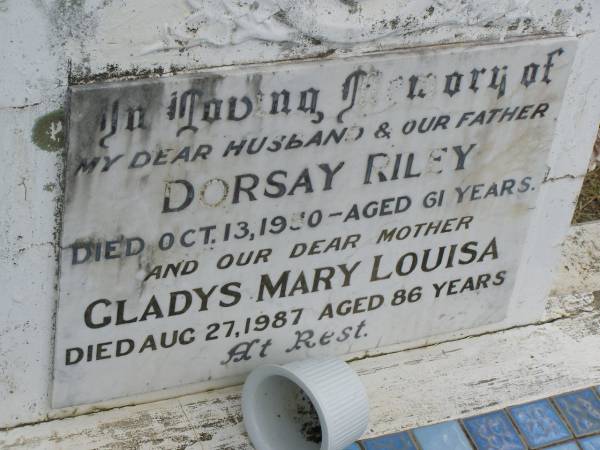 In Loving Memory of
MY DEAR HUSBAND & OUR FATHER
DORSAY RILEY
DIED OCT. 13, – AGED 61 YEARS.
AND OUR DEAR MOTHER
GLADYS MARY LOUISA
DIED AUG 27, 1987 AGED 86 YEARS
At Rest.